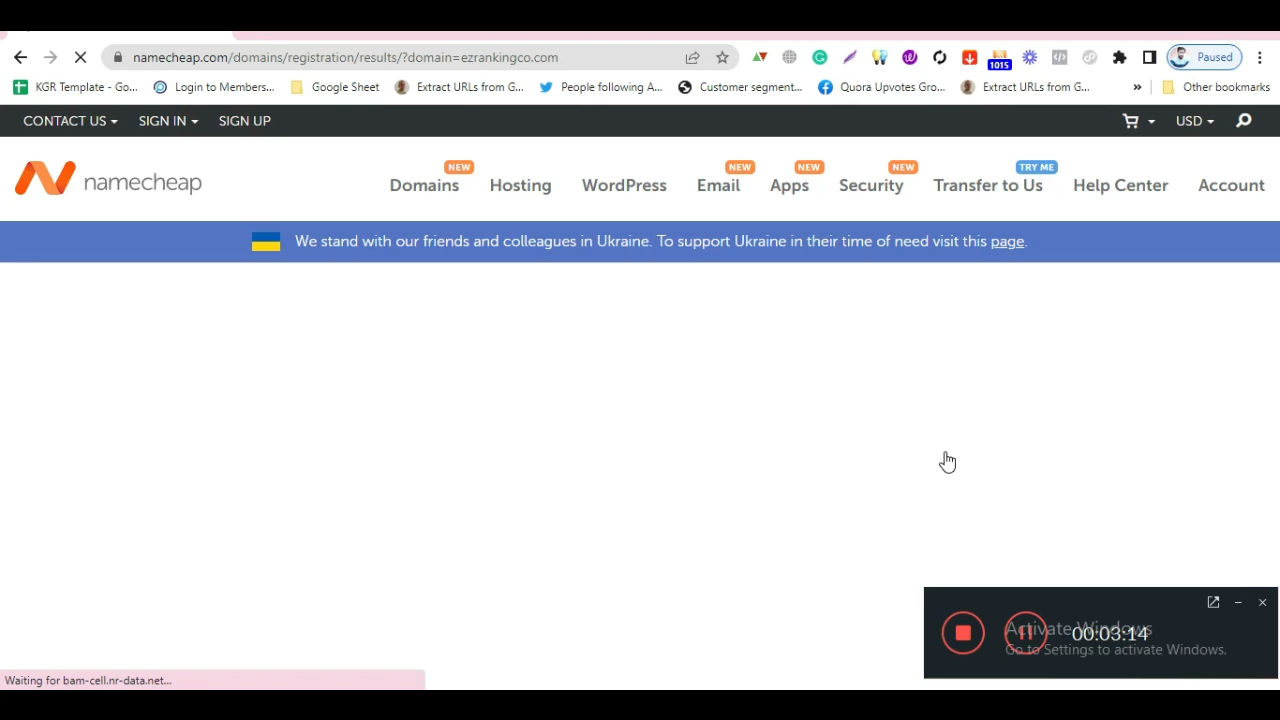 namecheap.com/domains/registration/results/?domain=ezrankingco.com
1015
Paused
KGR Template - Go...
Login to Members...
Google Sheet
Extract URLs from G...
People following A...
Customer segment...
Quora Upvotes Gro...
Extract URLs from G...
»
Other bookmarks
CONTACT US
SIGN IN
SIGN UP
USD
NEW
NEW
NEW
NEW
TRY ME
namecheap
Domains
Hosting
WordPress
Email
Apps
Security
Transfer to Us
Help Center
Account
We stand with our friends and colleagues in Ukraine. To support Ukraine in their time of need visit this page.
Activate Windows
00:03:14
Go to Settings to activate Windows.
Waiting for bam-cell.nr-data.net...